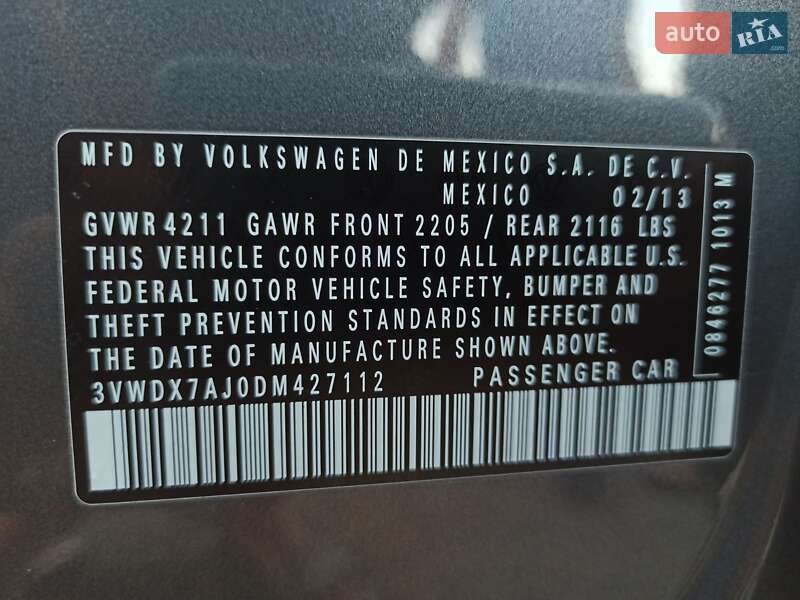 auto RIA
.com
MFD BY VOLKSWAGEN DE MEXICO S.A. DE C.V.
MEXICO 02/13
GVWR 4211 GAWR FRONT 2205 / REAR 2116 LBS
THIS VEHICLE CONFORMS TO ALL APPLICABLE U.S.
FEDERAL MOTOR VEHICLE SAFETY, BUMPER AND
THEFT PREVENTION STANDARDS IN EFFECT ON
THE DATE OF MANUFACTURE SHOWN ABOVE.
3VWDX7AJ0DM427112 PASSENGER CAR
0846277 1013 M